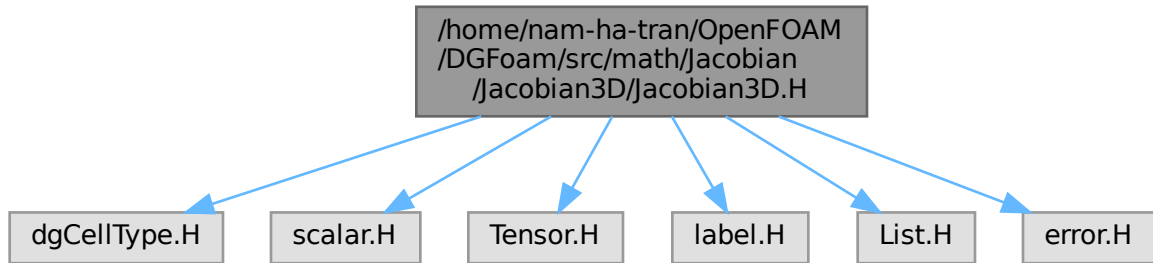 /home/nam-ha-tran/OpenFOAM
/DGFoam/src/math/Jacobian
/Jacobian3D/Jacobian3D.H
dgCellType.H
scalar.H
Tensor.H
label.H
List.H
error.H